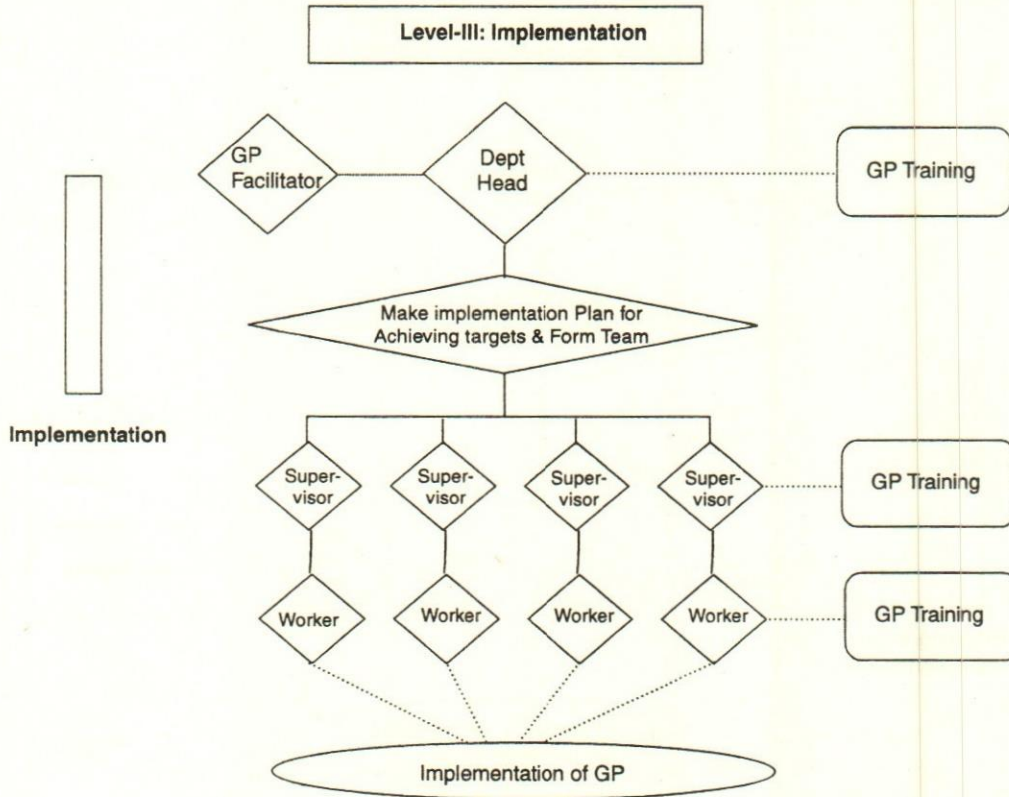 Level-III: Implementation
GP
Facilitator
Dept
Head
GP Training
Make implementation Plan for
Achieving targets & Form Team
Implementation
Super-
visor
Super-
visor
Super-
visor
Super-
visor
GP Training
Worker
Worker
Worker
Worker
GP Training
Implementation of GP